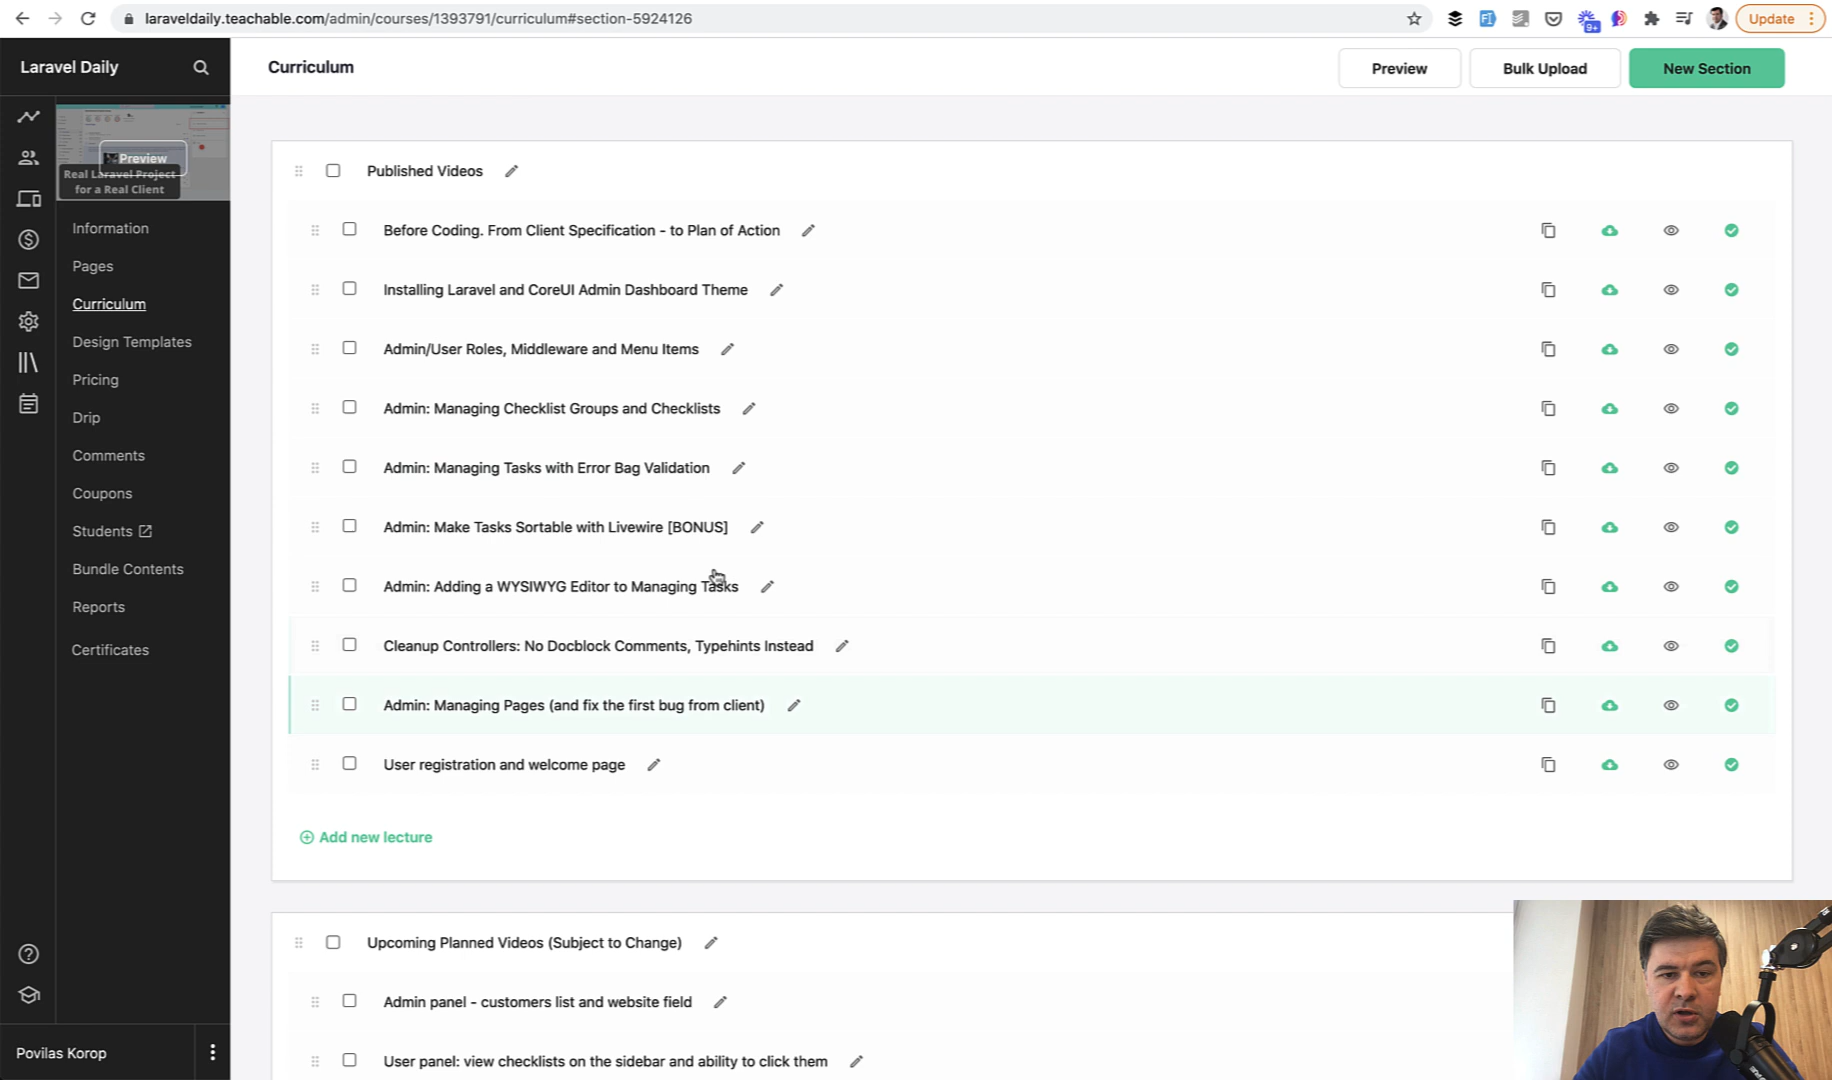 laraveldaily.teachable.com/admin/courses/1393791/curriculum#section-5924126
9+
Update
Laravel Daily
Curriculum
Preview
Bulk Upload
New Section
Preview
Real Laravel Project
for a Real Client
Information
Pages
Curriculum
Design Templates
Pricing
Drip
Comments
Coupons
Students
Bundle Contents
Reports
Certificates
Povilas Korop
Published Videos
Before Coding. From Client Specification - to Plan of Action
Installing Laravel and CoreUI Admin Dashboard Theme
Admin/User Roles, Middleware and Menu Items
Admin: Managing Checklist Groups and Checklists
Admin: Managing Tasks with Error Bag Validation
Admin: Make Tasks Sortable with Livewire [BONUS]
Admin: Adding a WYSIWYG Editor to Managing Tasks
Cleanup Controllers: No Docblock Comments, Typehints Instead
Admin: Managing Pages (and fix the first bug from client)
User registration and welcome page
Add new lecture
Upcoming Planned Videos (Subject to Change)
Admin panel - customers list and website field
User panel: view checklists on the sidebar and ability to click them